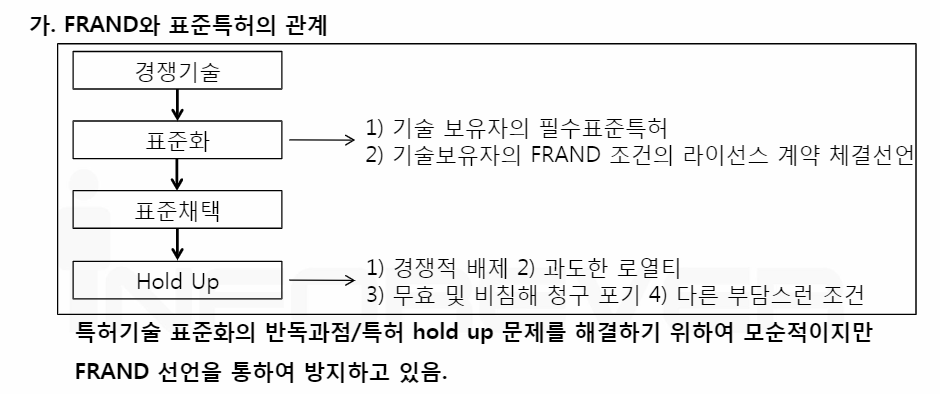 가. FRAND와 표준특허의 관계
경쟁기술
표준화
1) 기술 보유자의 필수표준특허
2) 기술보유자의 FRAND 조건의 라이선스 계약 체결선언
표준채택
Hold Up
1) 경쟁적 배제 2) 과도한 로열티
3) 무효 및 비침해 청구 포기 4) 다른 부담스런 조건
특허기술 표준화의 반독과점/특허 hold up 문제를 해결하기 위하여 모순적이지만
FRAND 선언을 통하여 방지하고 있음.